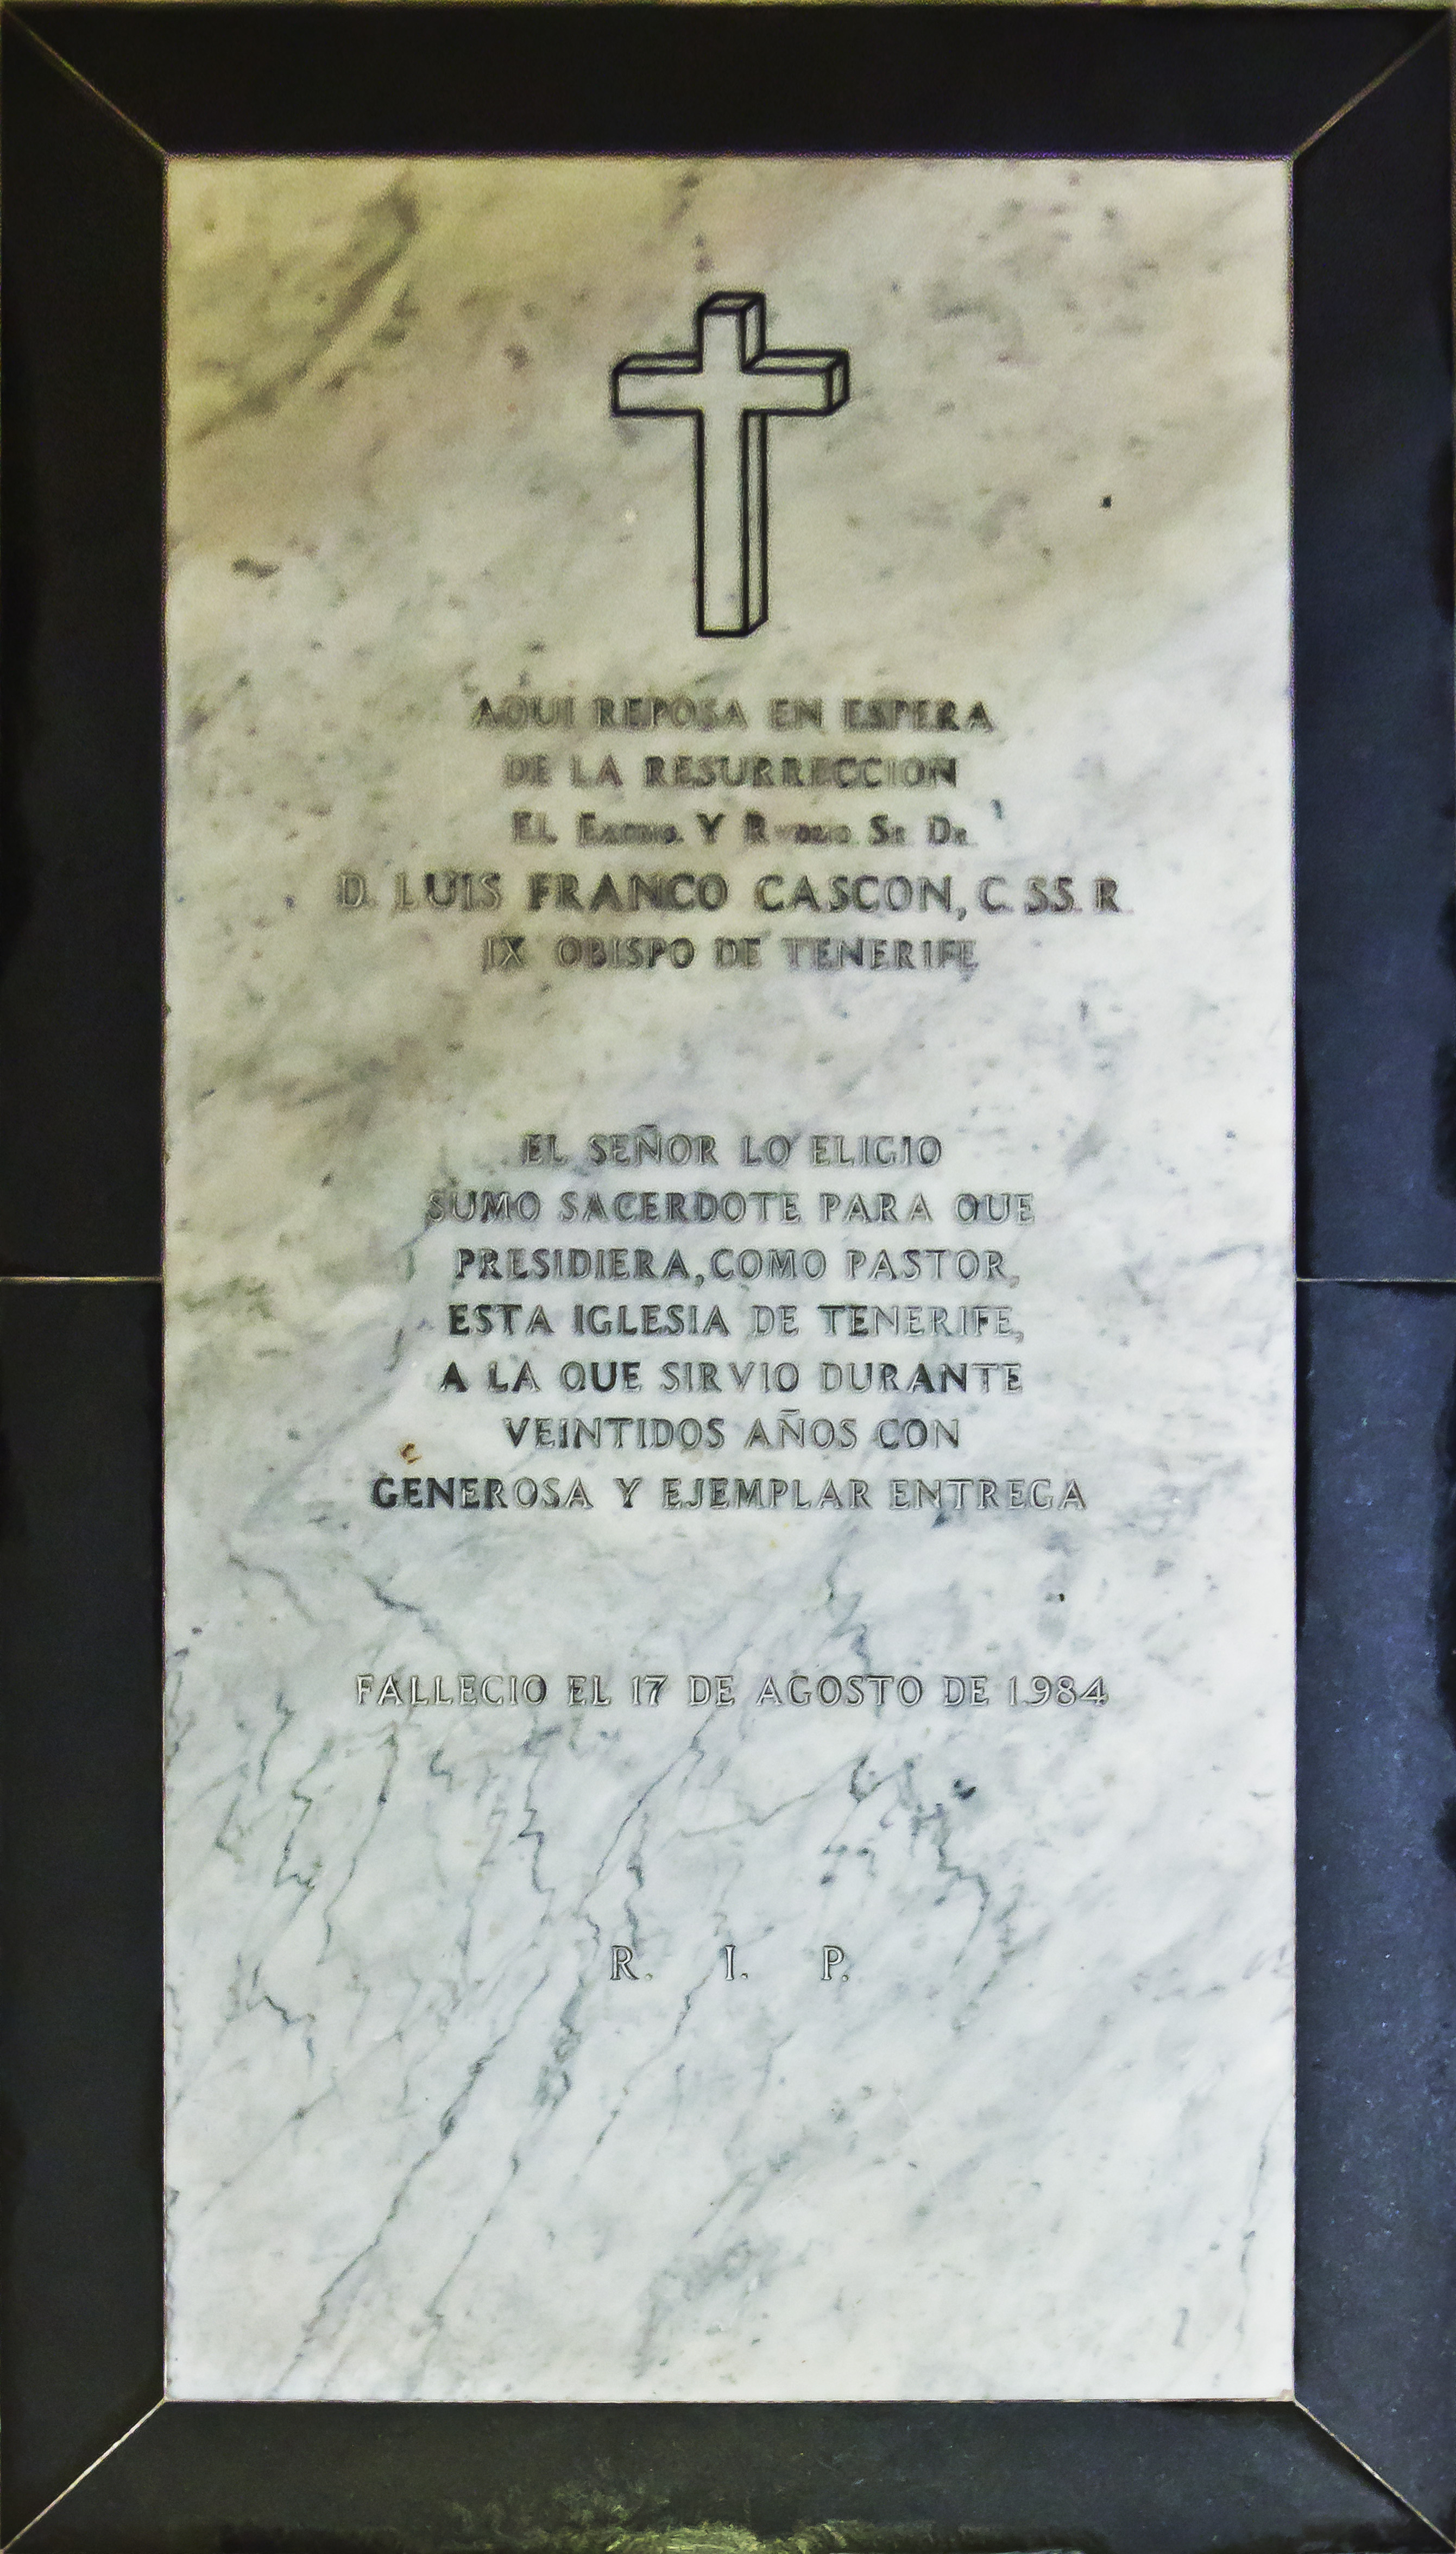 AQUI REPOSA EN ESPERA
DE LA RESURRECCION
EL Excmo. Y Rvdmo. Sr. Dr.
D. LUIS FRANCO CASCON, C. SS. R.
IX OBISPO DE TENERIFE
EL SEÑOR LO ELIGIO
SUMO SACERDOTE PARA QUE
PRESIDIERA, COMO PASTOR,
ESTA IGLESIA DE TENERIFE,
A LA QUE SIRVIO DURANTE
VEINTIDOS AÑOS CON
GENEROSA Y EJEMPLAR ENTREGA
FALLECIO EL 17 DE AGOSTO DE 1.984
R. I. P.